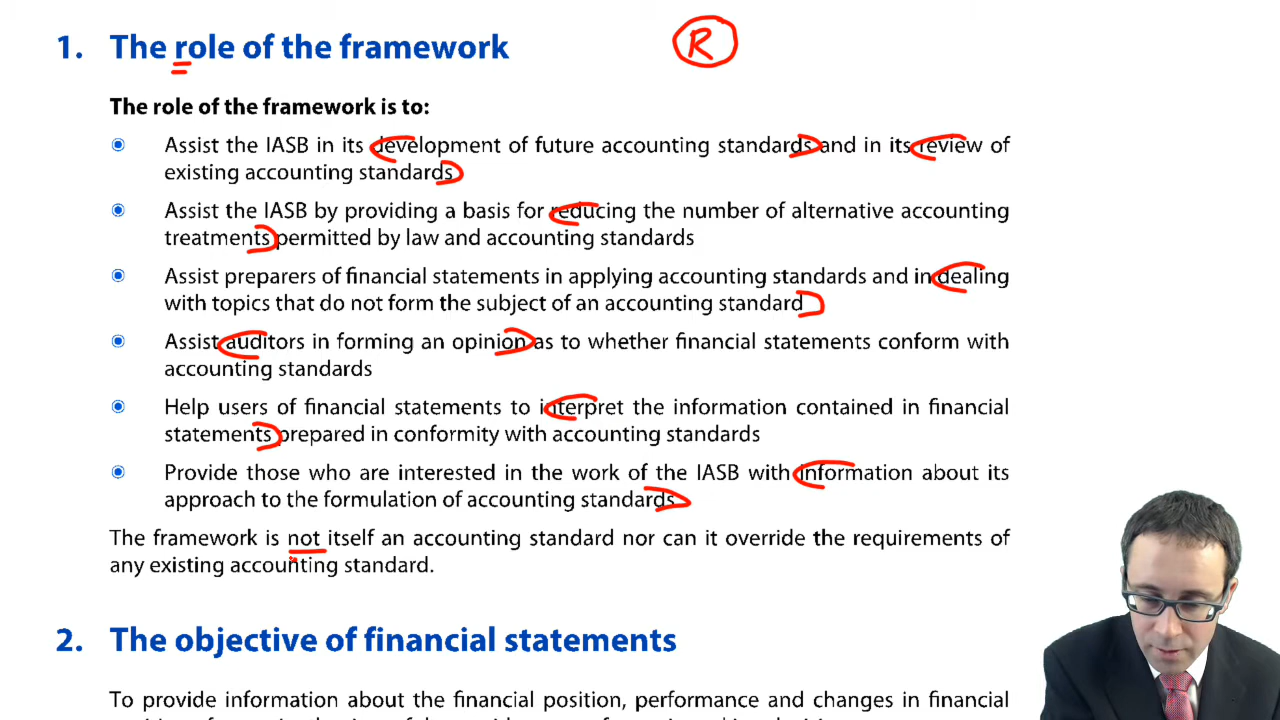 1. The role of the framework
R
The role of the framework is to:
Assist the IASB in its development of future accounting standards and in its review of
existing accounting standards
Assist the IASB by providing a basis for reducing the number of alternative accounting
treatments permitted by law and accounting standards
Assist preparers of financial statements in applying accounting standards and in dealing
with topics that do not form the subject of an accounting standard
Assist auditors in forming an opinion as to whether financial statements conform with
accounting standards
Help users of financial statements to interpret the information contained in financial
statements prepared in conformity with accounting standards
Provide those who are interested in the work of the IASB with information about its
approach to the formulation of accounting standards
The framework is not itself an accounting standard nor can it override the requirements of
any existing accounting standard.
2. The objective of financial statements
To provide information about the financial position, performance and changes in financial